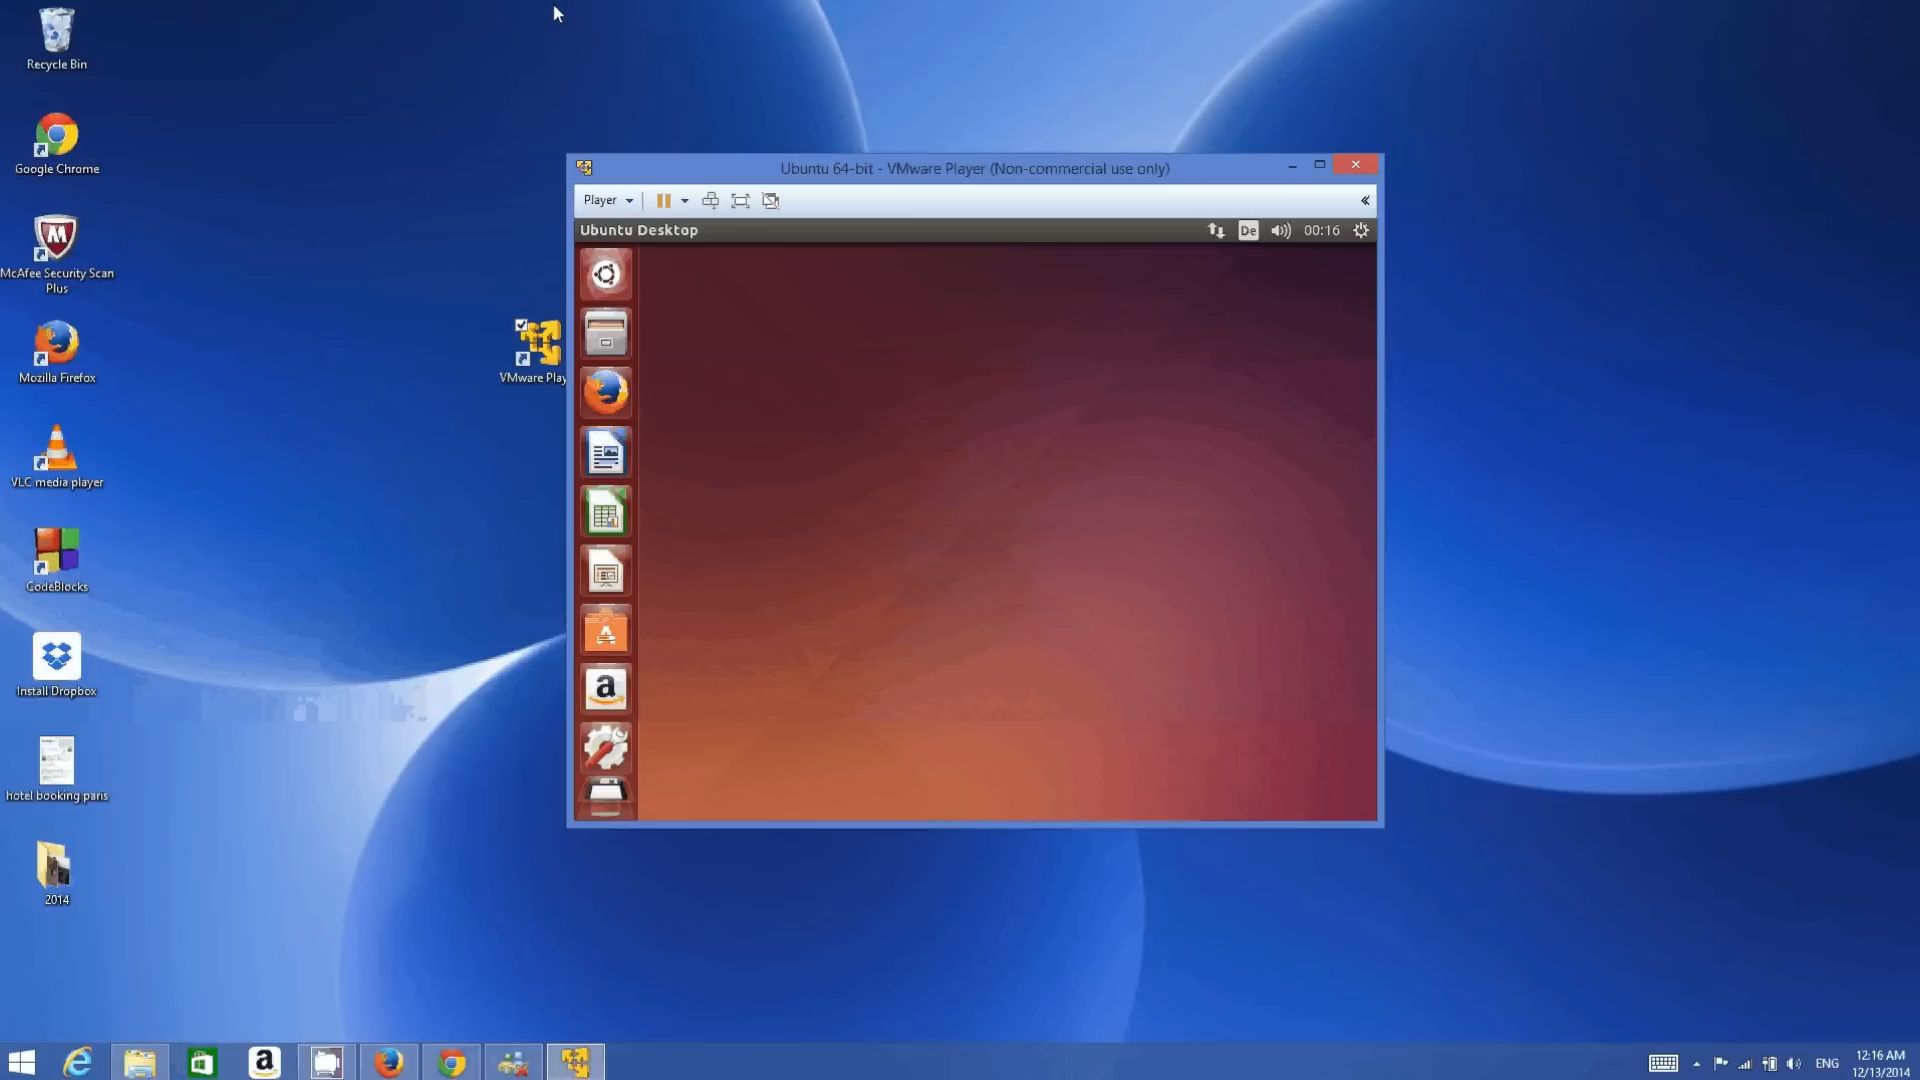 Recycle Bin
Google Chrome
McAfee Security Scan
Plus
Mozilla Firefox
VLC media player
CodeBlocks
Install Dropbox
hotel booking paris
2014
VMware Play
Ubuntu 64-bit - VMware Player (Non-commercial use only)
Player
Ubuntu Desktop
De
00:16
ENG
12:16 AM
12/13/2014